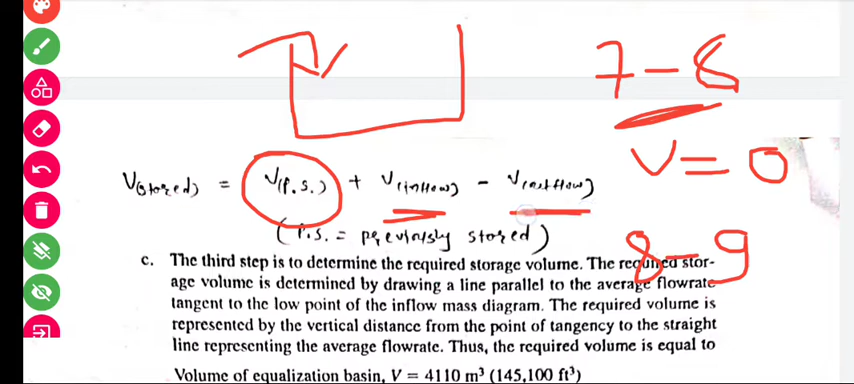 7-8
V=0
V(stored) = V(P.S.) + V(inflow) - V(outflow)
(P.S. = previously stored)
8-9
c. The third step is to determine the required storage volume. The required stor-
age volume is determined by drawing a line parallel to the average flowrate
tangent to the low point of the inflow mass diagram. The required volume is
represented by the vertical distance from the point of tangency to the straight
line representing the average flowrate. Thus, the required volume is equal to
Volume of equalization basin, V = 4110 m³ (145,100 ft³)